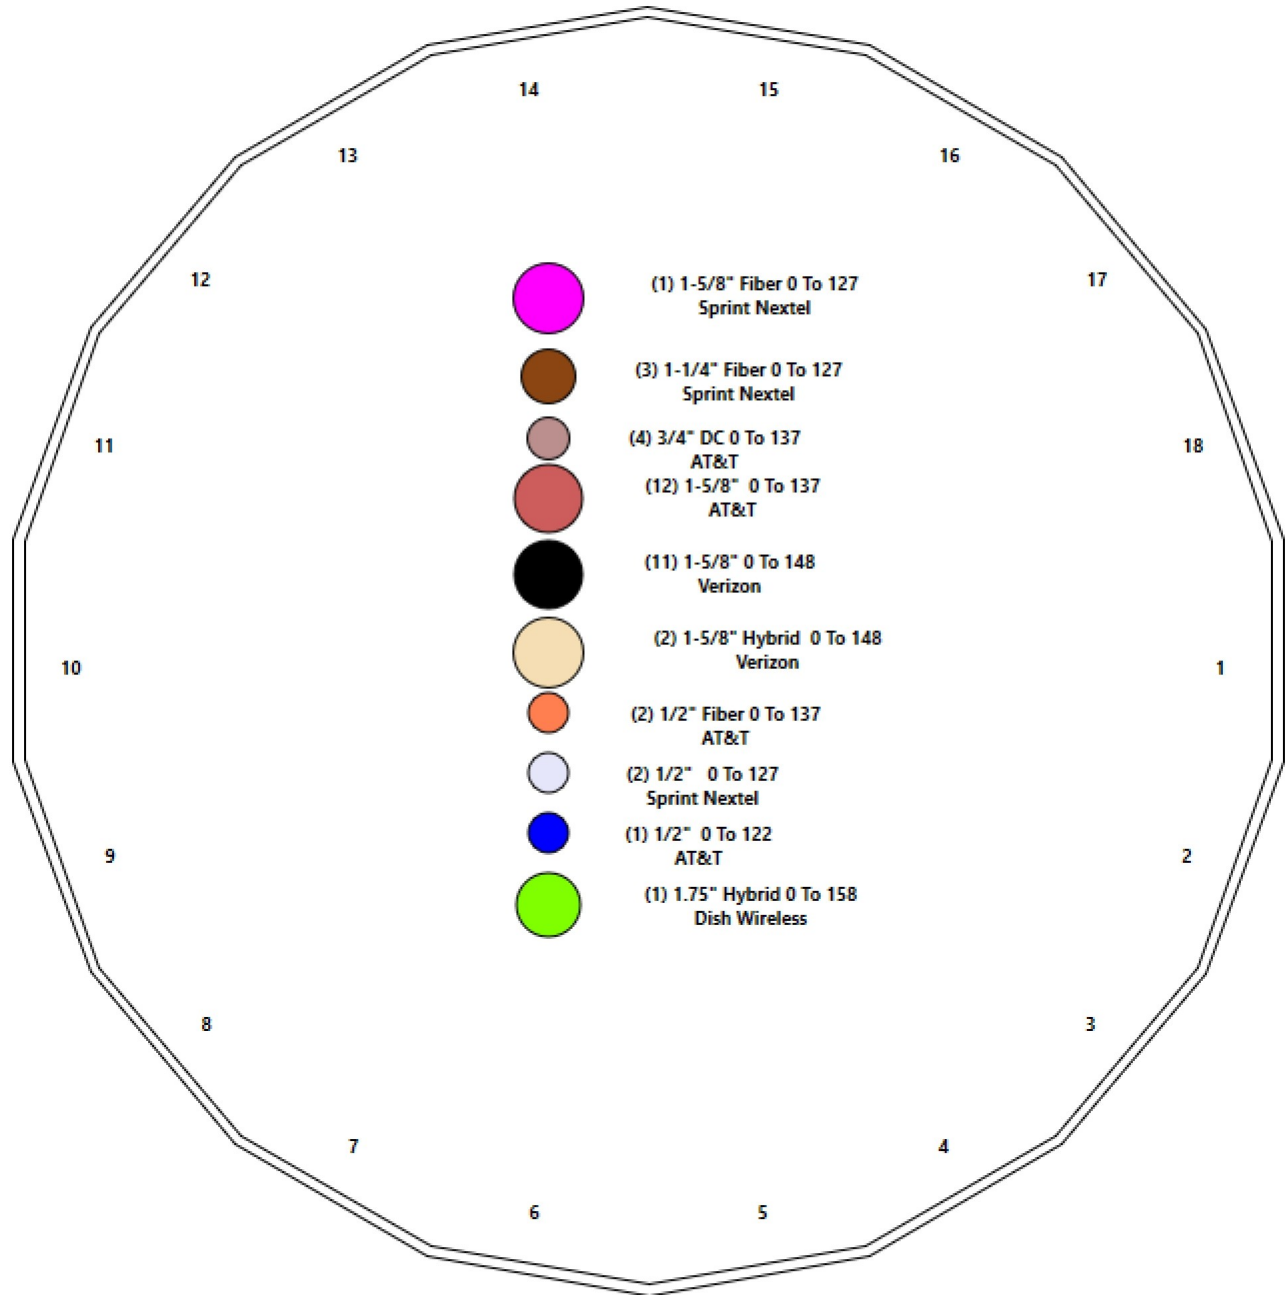 14
15
13
16
12
17
(1) 1-5/8" Fiber 0 To 127
Sprint Nextel
(3) 1-1/4" Fiber 0 To 127
Sprint Nextel
11
18
(4) 3/4" DC 0 To 137
AT&T
(12) 1-5/8"  0 To 137
AT&T
(11) 1-5/8" 0 To 148
Verizon
(2) 1-5/8" Hybrid  0 To 148
Verizon
10
1
(2) 1/2" Fiber 0 To 137
AT&T
(2) 1/2"   0 To 127
Sprint Nextel
(1) 1/2"  0 To 122
AT&T
9
2
(1) 1.75" Hybrid 0 To 158
Dish Wireless
8
3
7
4
6
5